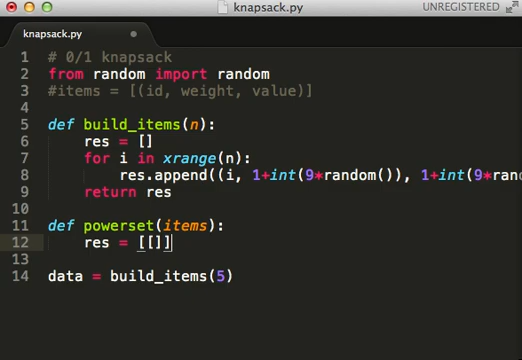 knapsack.py
UNREGISTERED
knapsack.py
1 # 0/1 knapsack
2 from random import random
3 #items = [(id, weight, value)]
4
5 def build_items(n):
6 res = []
7 for i in xrange(n):
8 res.append((i, 1+int(9*random()), 1+int(9*rand
9 return res
10
11 def powerset(items):
12 res = [[]]
13
14 data = build_items(5)